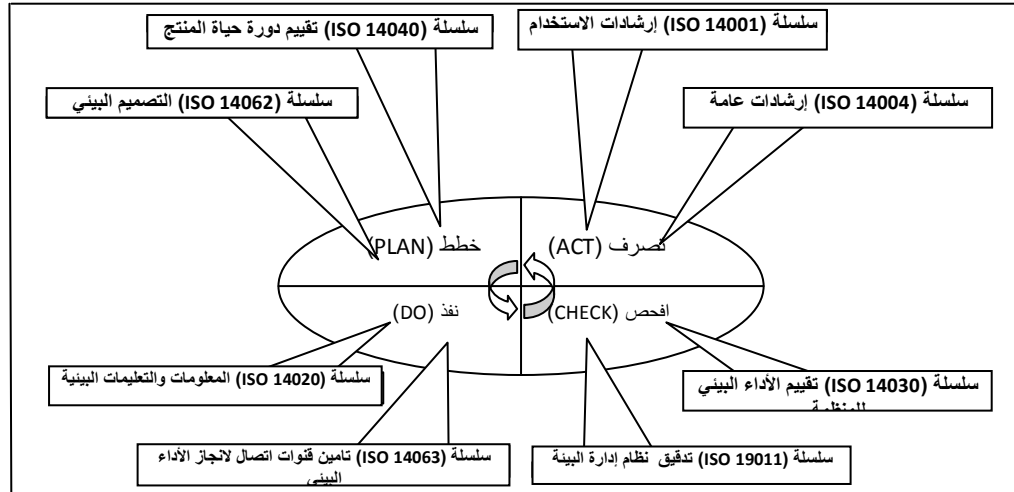 سلسلة (ISO 14001) إرشادات الاستخدام
سلسلة (ISO 14040) تقييم دورة حياة المنتج
سلسلة (ISO 14004) إرشادات عامة
سلسلة (ISO 14062) التصميم البيئي
تصرف (ACT)
خطط (PLAN)
افحص (CHECK)
نفذ (DO)
سلسلة (ISO 14030) تقييم الأداء البيئي
للمنظمة
سلسلة (ISO 14020) المعلومات والتعليمات البيئية
سلسلة (ISO 19011) تدقيق نظام إدارة البيئة
سلسلة (ISO 14063) تامين قنوات اتصال لانجاز الأداء
البيئي